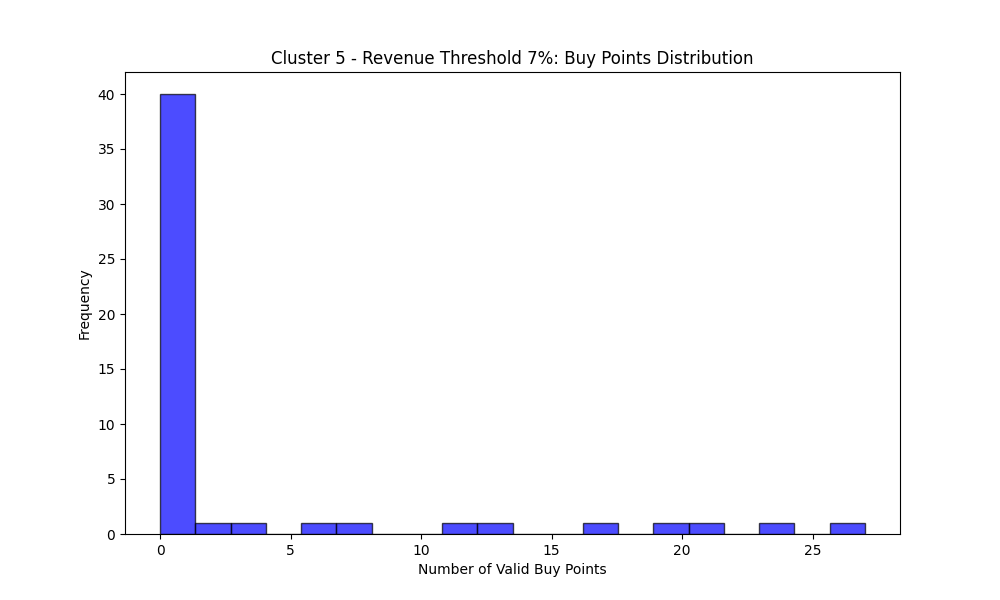 Cluster 5 - Revenue Threshold 7%: Buy Points Distribution
40
35
30
25
20
15
10
5
0
Frequency
0 5 10 15 20 25
Number of Valid Buy Points